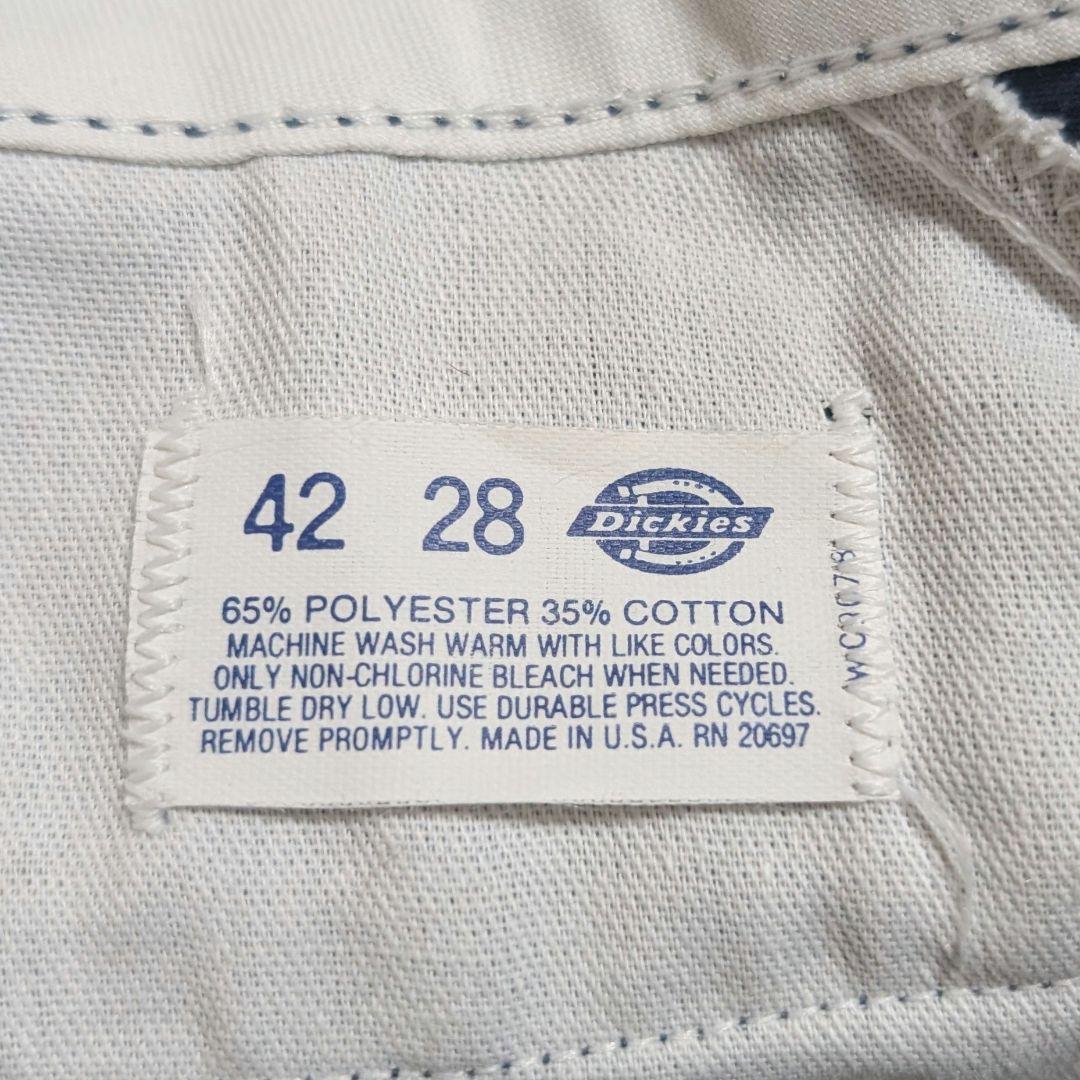 42 28 Dickies
65% POLYESTER 35% COTTON
MACHINE WASH WARM WITH LIKE COLORS.
ONLY NON-CHLORINE BLEACH WHEN NEEDED.
TUMBLE DRY LOW. USE DURABLE PRESS CYCLES.
REMOVE PROMPTLY. MADE IN U.S.A. RN 20697